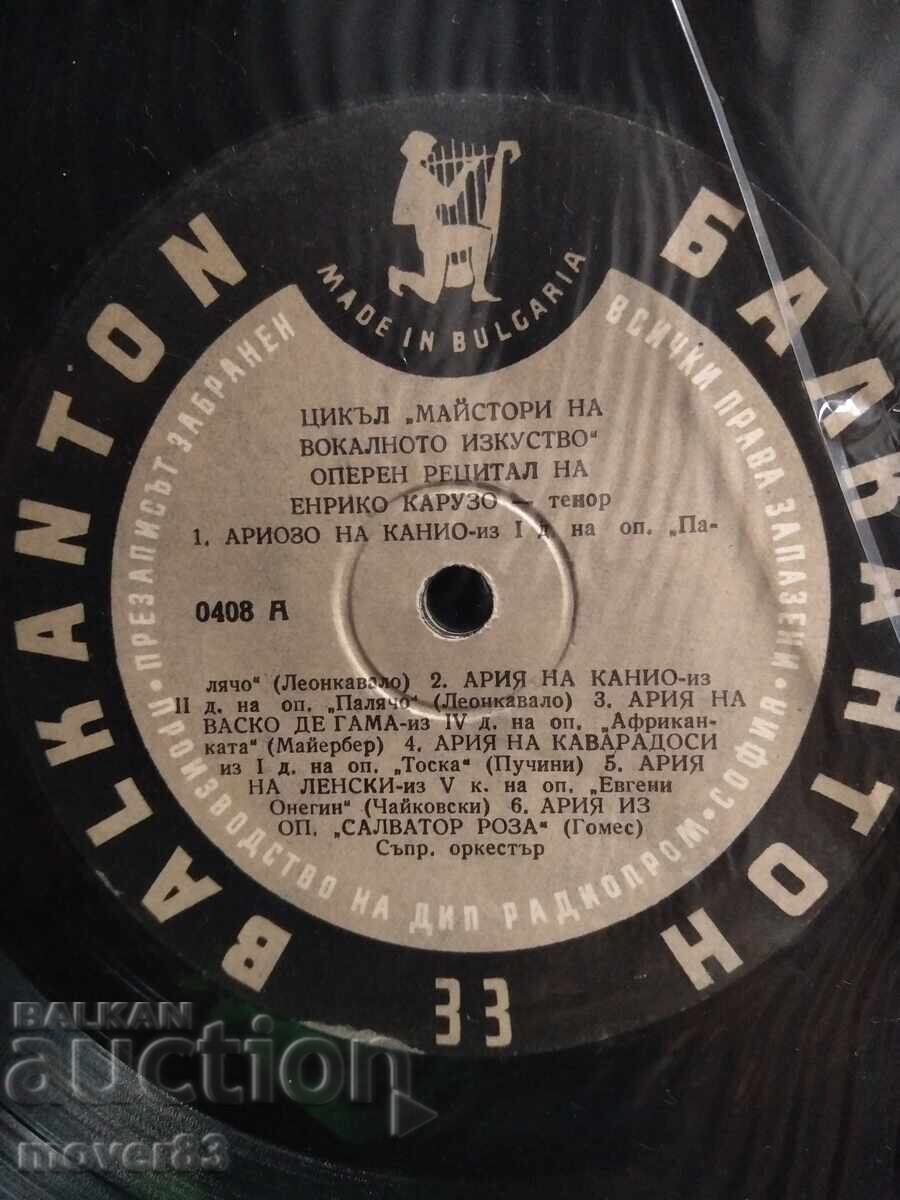 MADE IN BULGARIA
BALKANTON
БАЛКАНТОН
ПРЕЗАПИСЪТ ЗАБРАНЕН
ВСИЧКИ ПРАВА ЗАПАЗЕНИ
ЦИКЪЛ „МАЙСТОРИ НА
ВОКАЛНОТО ИЗКУСТВО“
ОПЕРЕН РЕЦИТАЛ НА
ЕНРИКО КАРУЗО — тенор
1. АРИОЗО НА КАНИО-из I д. на оп. „Па-
0408 А
лячо“ (Леонкавало) 2. АРИЯ НА КАНИО-из
II д. на оп. „Палячо“ (Леонкавало) 3. АРИЯ НА
ВАСКО ДЕ ГАМА-из IV д. на оп. „Африкан-
ката“ (Майербер) 4. АРИЯ НА КАВАРАДОСИ
из I д. на оп. „Тоска“ (Пучини) 5. АРИЯ
НА ЛЕНСКИ-из V к. на оп. „Евгени
Онегин“ (Чайковски) 6. АРИЯ ИЗ
ОП. „САЛВАТОР РОЗА“ (Гомес)
Съпр. оркестър
ПРОИЗВОДСТВО НА ДИП РАДИОПРОМ • СОФИЯ
33
BALKAN
auction
mover83